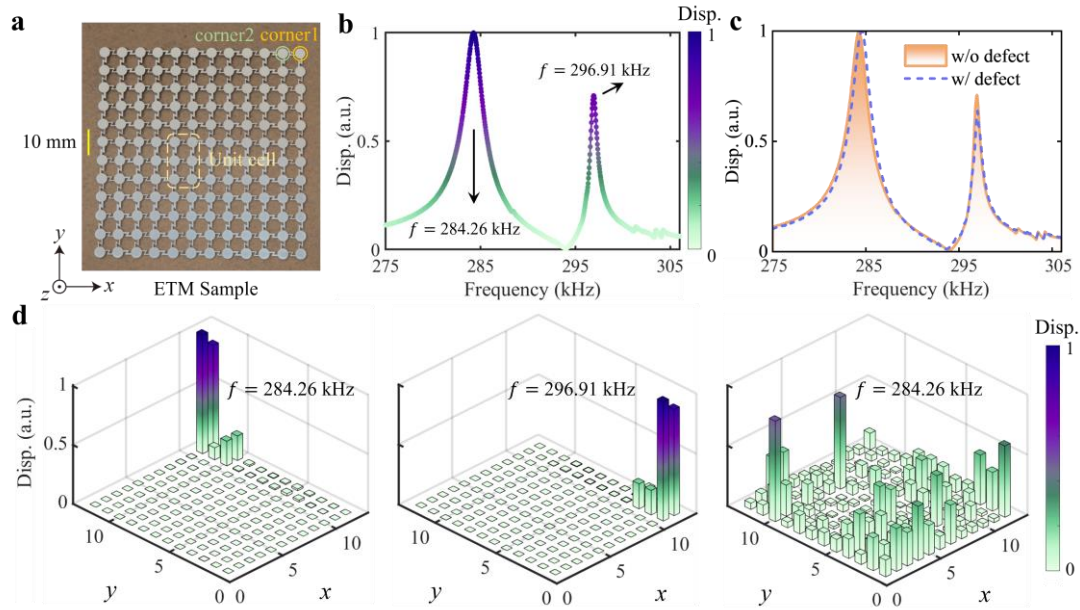 a
corner2 corner1
10 mm
Unit cell
y
z
x
ETM Sample
b
Disp.
1
0.5
0
Disp. (a.u.)
f = 296.91 kHz
f = 284.26 kHz
275 285 295 305
Frequency (kHz)
1
0
c
w/o defect
w/ defect
1
0.5
0
Disp. (a.u.)
275 285 295 305
Frequency (kHz)
d
f = 284.26 kHz
1
0.5
0
Disp. (a.u.)
10
5
0
y
0
5
10
x
f = 296.91 kHz
10
5
0
y
0
5
10
x
f = 284.26 kHz
10
5
0
y
0
5
10
x
Disp.
1
0